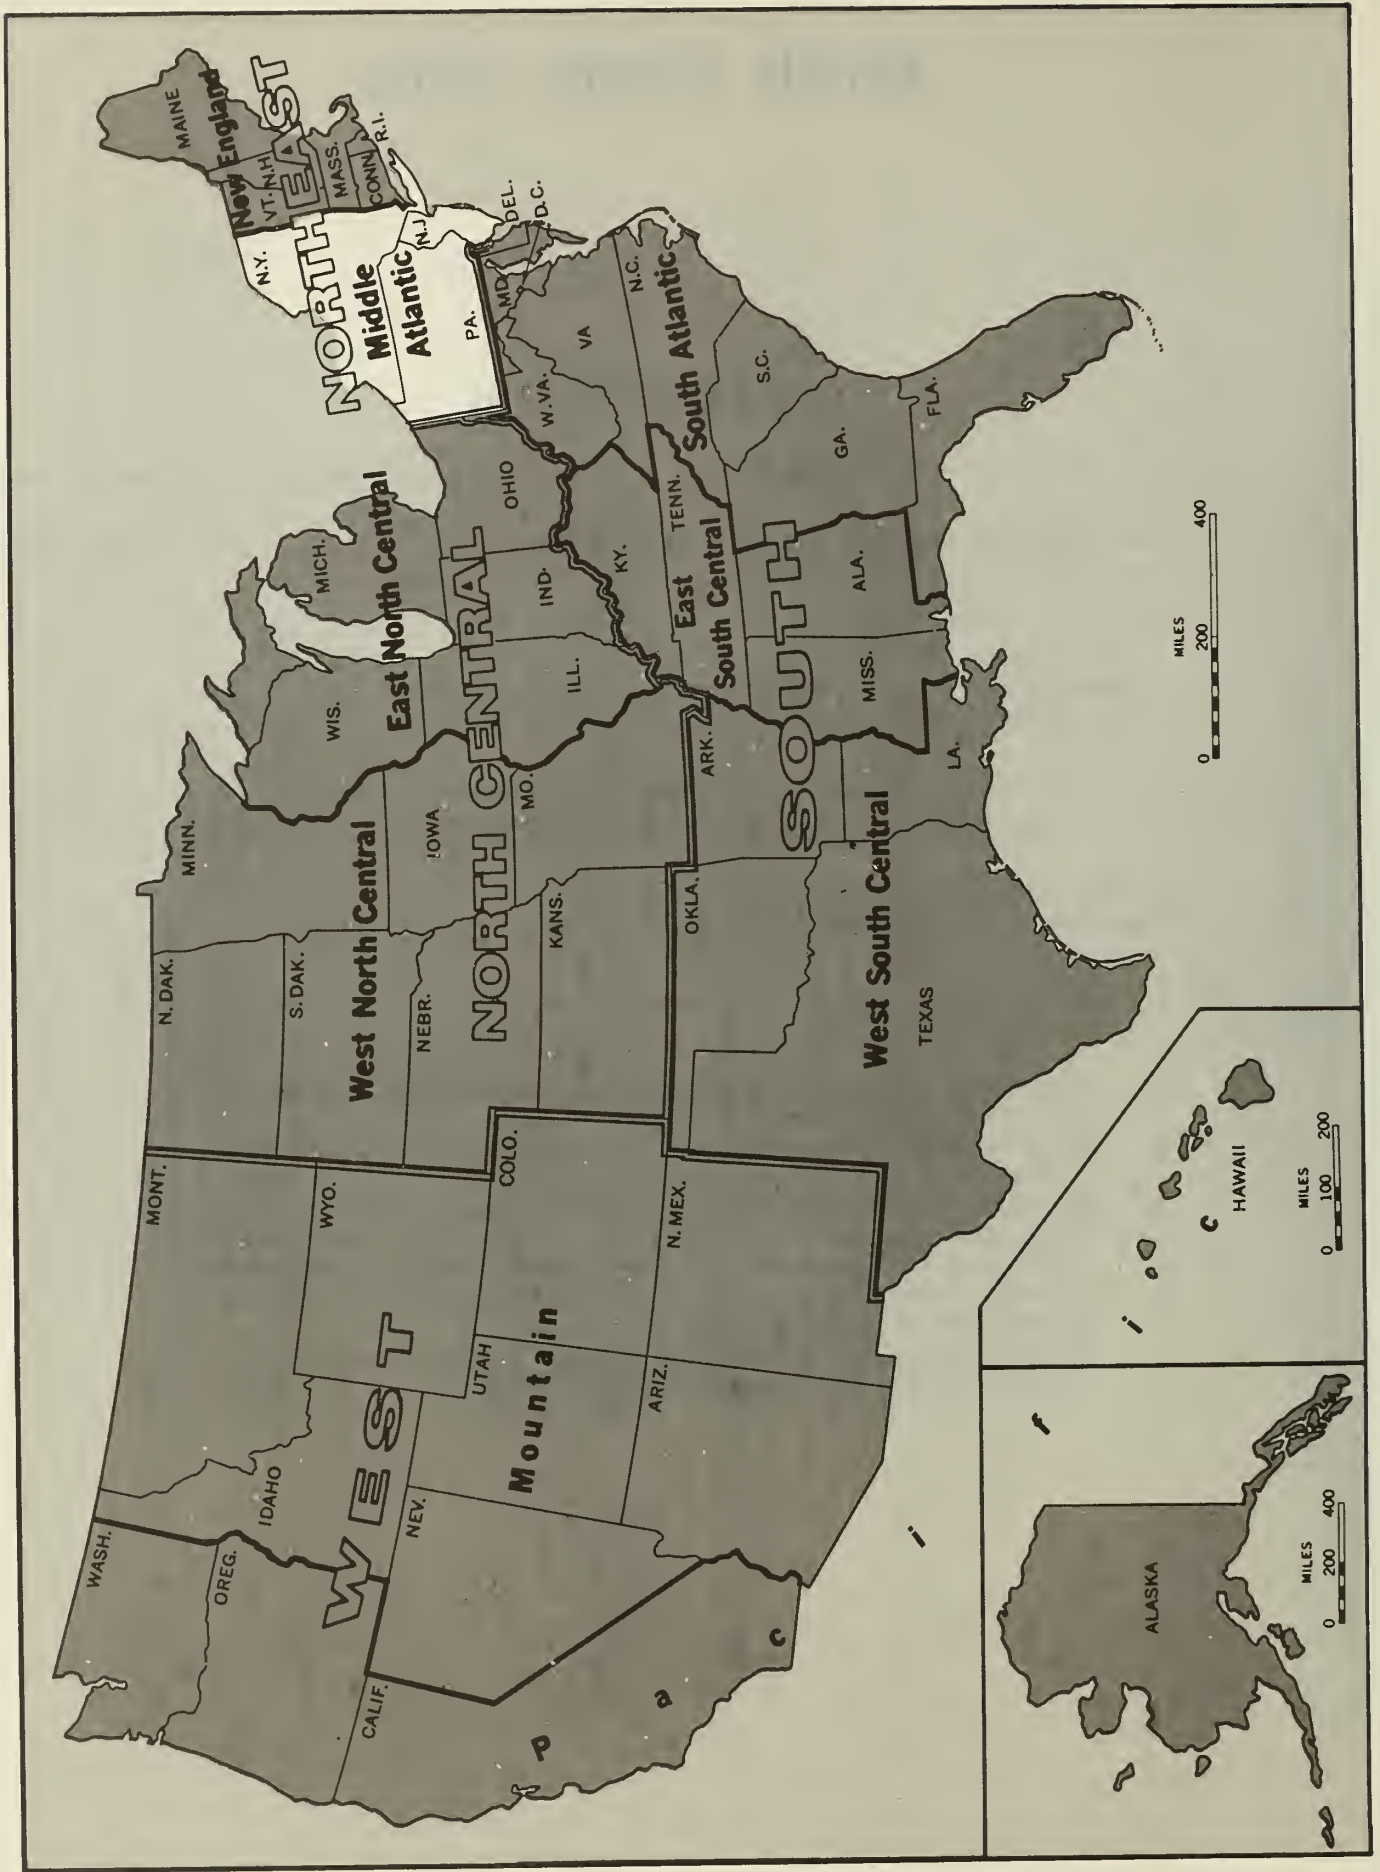 WASH.
OREG.
CALIF.
IDAHO
NEV.
MONT.
WYO.
UTAH
COLO.
ARIZ.
N. MEX.
WEST
Mountain
Pacific
N. DAK.
S. DAK.
NEBR.
KANS.
MINN.
IOWA
MO.
West North Central
NORTH CENTRAL
WIS.
MICH.
ILL.
IND.
OHIO
East North Central
OKLA.
TEXAS
ARK.
LA.
West South Central
SOUTH
KY.
TENN.
MISS.
ALA.
East
South Central
W. VA.
VA
MD.
DEL.
D.C.
N.C.
S.C.
GA.
FLA.
South Atlantic
N.Y.
PA.
N.J.
Middle
Atlantic
NORTHEAST
New England
MAINE
VT.
N.H.
MASS.
CONN.
R.I.
ALASKA
MILES
0 200 400
HAWAII
MILES
0 100 200
MILES
0 200 400